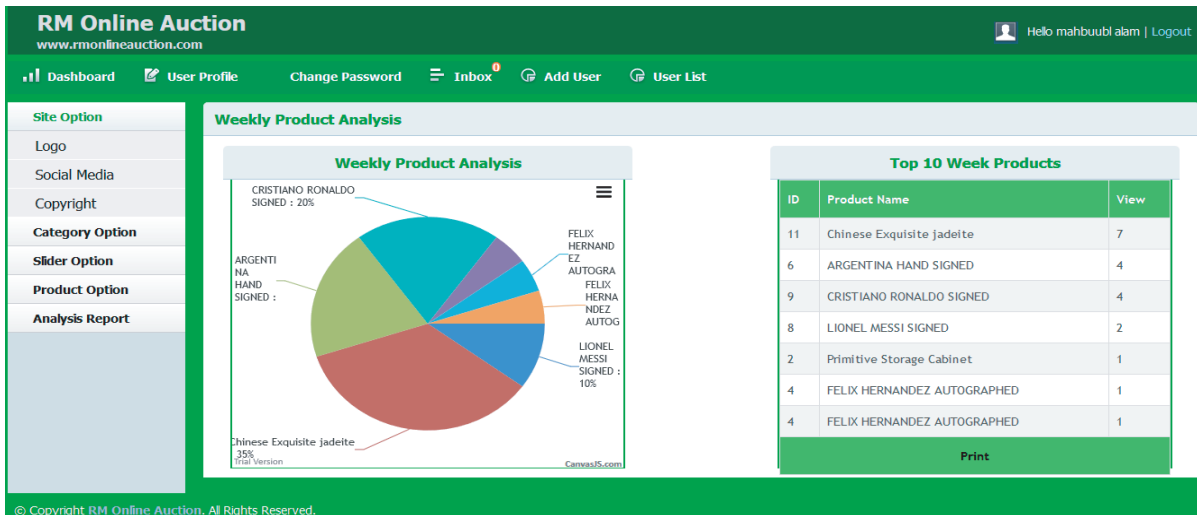 RM Online Auction
www.rmonlineauction.com
Hello mahbuubl alam | Logout
Dashboard User Profile Change Password Inbox 0 Add User User List
Site Option
Logo
Social Media
Copyright
Category Option
Slider Option
Product Option
Analysis Report
Weekly Product Analysis
Weekly Product Analysis
CRISTIANO RONALDO
SIGNED : 20%
ARGENTI
NA
HAND
SIGNED :
FELIX
HERNAND
EZ
AUTOGRA
FELIX
HERNA
NDEZ
AUTOG
LIONEL
MESSI
SIGNED :
10%
Chinese Exquisite jadeite
35%
Trial Version
CanvasJS.com
Top 10 Week Products
ID Product Name View
11 Chinese Exquisite jadeite 7
6 ARGENTINA HAND SIGNED 4
9 CRISTIANO RONALDO SIGNED 4
8 LIONEL MESSI SIGNED 2
2 Primitive Storage Cabinet 1
4 FELIX HERNANDEZ AUTOGRAPHED 1
4 FELIX HERNANDEZ AUTOGRAPHED 1
Print
© Copyright RM Online Auction. All Rights Reserved.